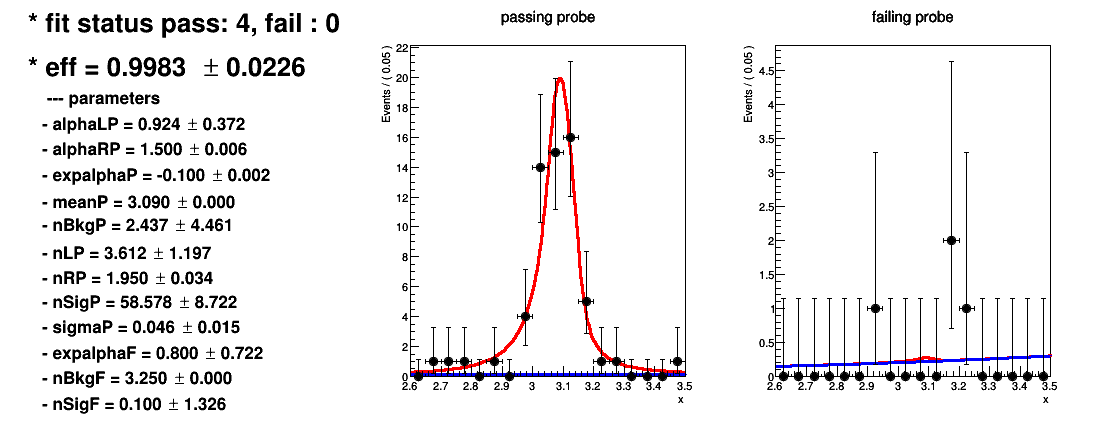 * fit status pass: 4, fail : 0
* eff = 0.9983 ± 0.0226
--- parameters
- alphaLP = 0.924 ± 0.372
- alphaRP = 1.500 ± 0.006
- expalphaP = -0.100 ± 0.002
- meanP = 3.090 ± 0.000
- nBkgP = 2.437 ± 4.461
- nLP = 3.612 ± 1.197
- nRP = 1.950 ± 0.034
- nSigP = 58.578 ± 8.722
- sigmaP = 0.046 ± 0.015
- expalphaF = 0.800 ± 0.722
- nBkgF = 3.250 ± 0.000
- nSigF = 0.100 ± 1.326
passing probe
Events / ( 0.05 )
22
20
18
16
14
12
10
8
6
4
2
0
2.6 2.7 2.8 2.9 3 3.1 3.2 3.3 3.4 3.5
x
failing probe
Events / ( 0.05 )
4.5
4
3.5
3
2.5
2
1.5
1
0.5
0
2.6 2.7 2.8 2.9 3 3.1 3.2 3.3 3.4 3.5
x